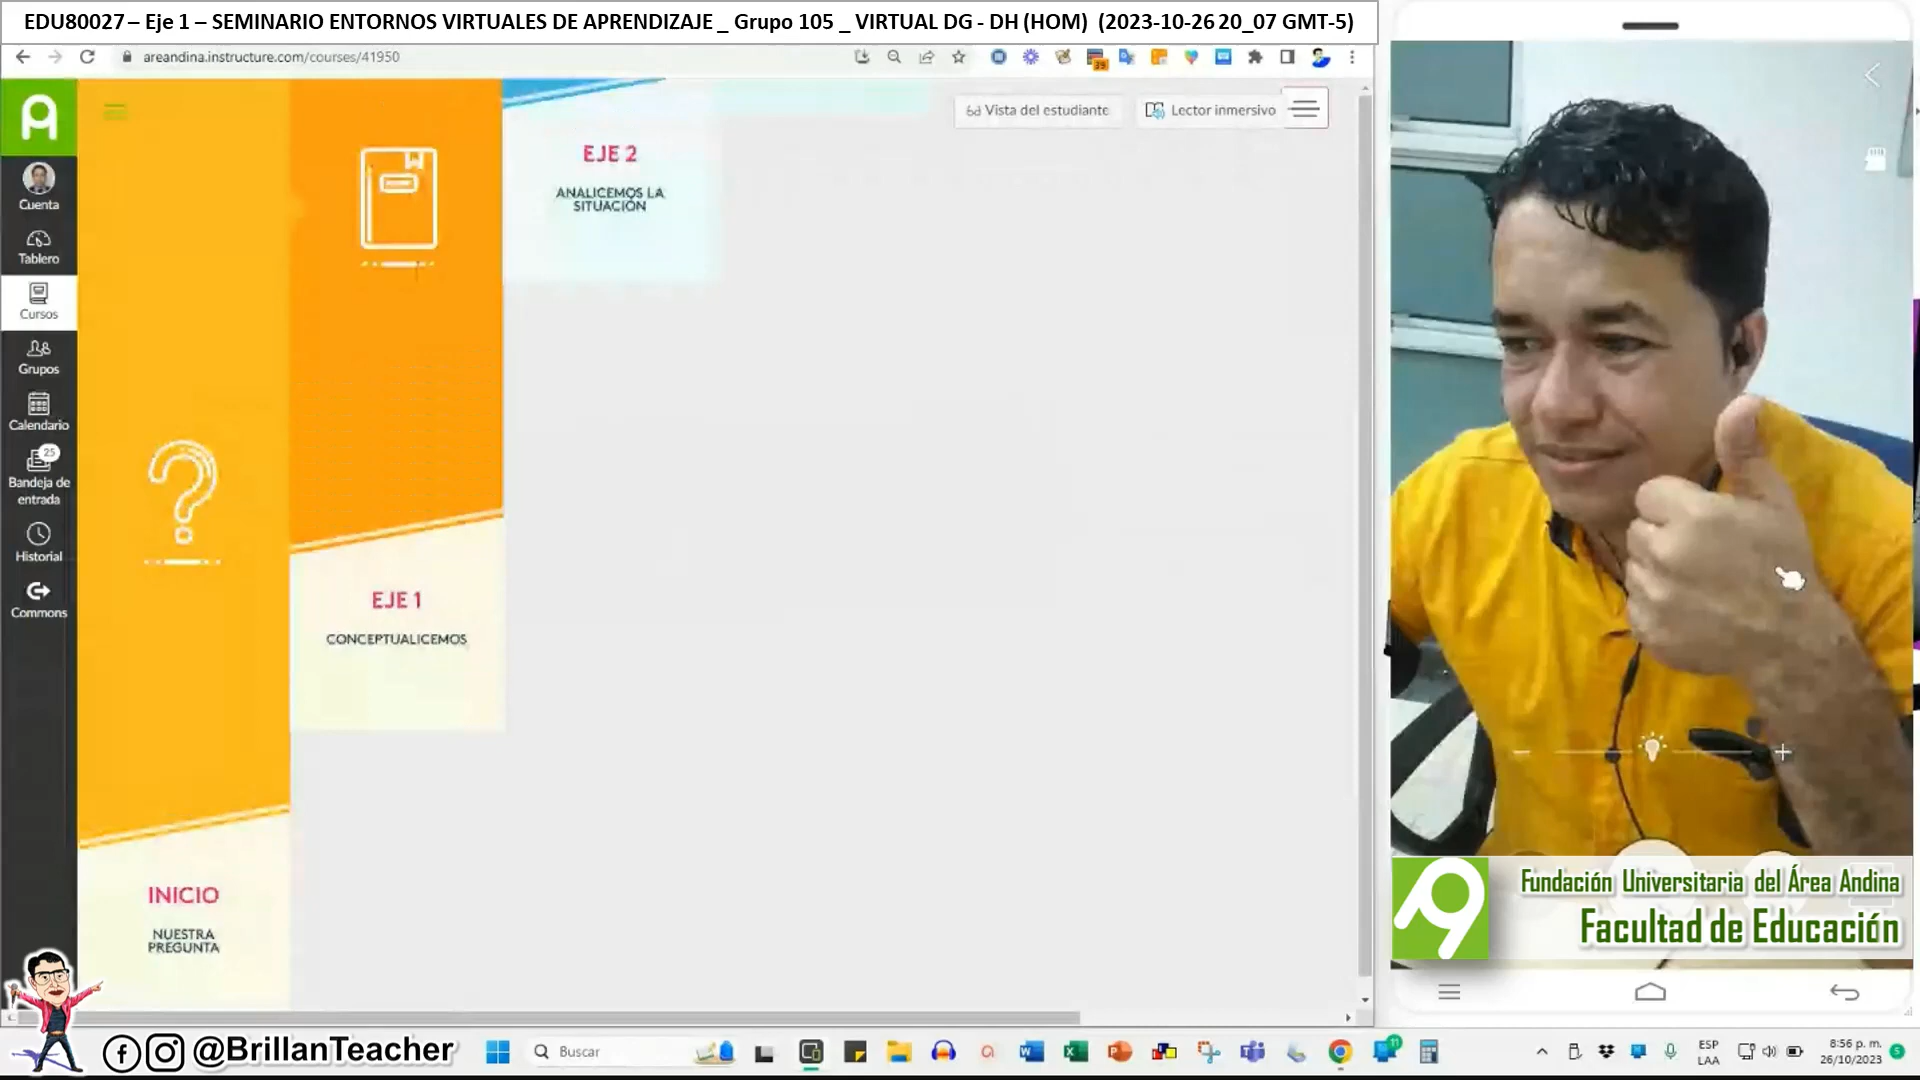 EDU80027 – Eje 1 – SEMINARIO ENTORNOS VIRTUALES DE APRENDIZAJE _ Grupo 105 _ VIRTUAL DG - DH (HOM) (2023-10-26 20_07 GMT-5)
areandina.instructure.com/courses/41950
39
Vista del estudiante
Lector inmersivo
Cuenta
Tablero
Cursos
Grupos
Calendario
25
Bandeja de
entrada
Historial
Commons
EJE 2
ANALICEMOS LA
SITUACIÓN
EJE 1
CONCEPTUALICEMOS
INICIO
NUESTRA
PREGUNTA
Fundación Universitaria del Área Andina
Facultad de Educación
@BrillanTeacher
Buscar
11
ESP
LAA
8:56 p. m.
26/10/2023
5